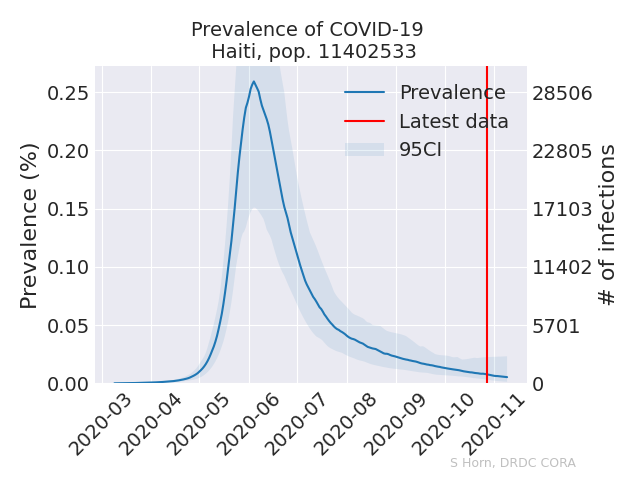 Prevalence of COVID-19
Haiti, pop. 11402533
Prevalence (%)
0.25
0.20
0.15
0.10
0.05
0.00
Prevalence
Latest data
95CI
28506
22805
17103
11402
5701
0
# of infections
2020-03
2020-04
2020-05
2020-06
2020-07
2020-08
2020-09
2020-10
2020-11
S Horn, DRDC CORA